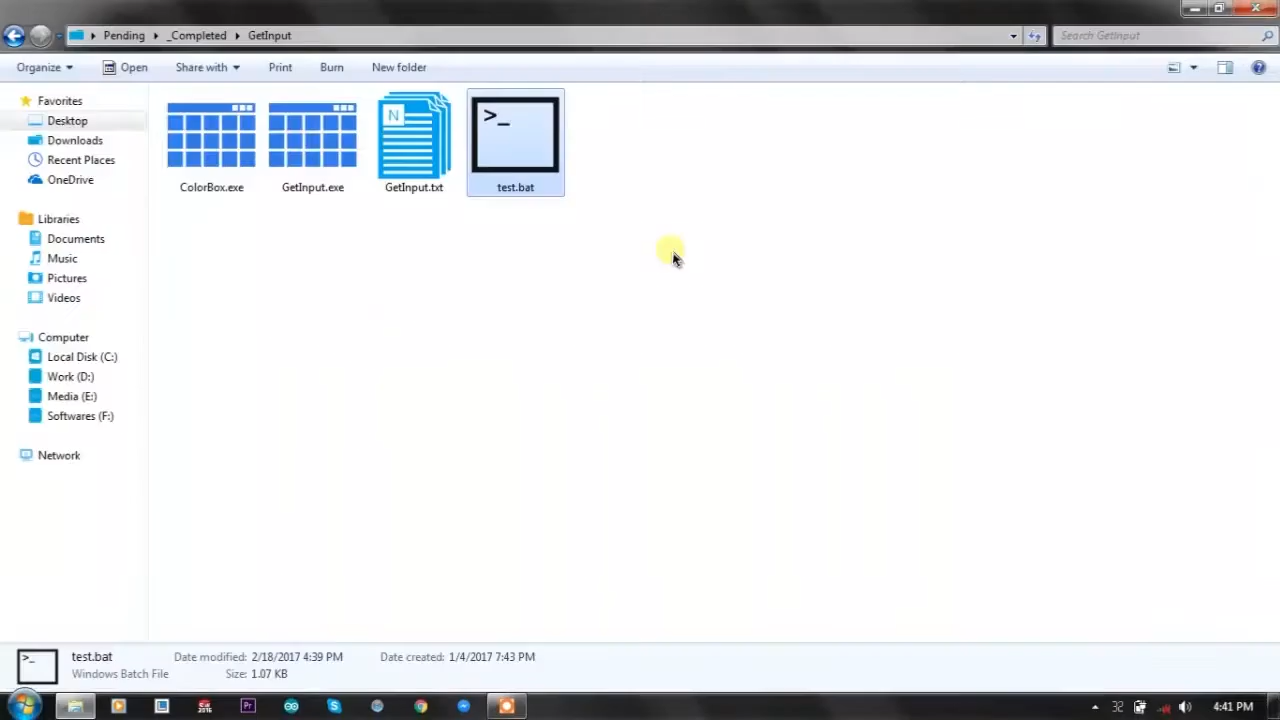 Pending
_Completed
GetInput
Search GetInput
Organize
Open
Share with
Print
Burn
New folder
Favorites
Desktop
Downloads
Recent Places
OneDrive
Libraries
Documents
Music
Pictures
Videos
Computer
Local Disk (C:)
Work (D:)
Media (E:)
Softwares (F:)
Network
N
>_
ColorBox.exe
GetInput.exe
GetInput.txt
test.bat
>_
test.bat
Date modified: 2/18/2017 4:39 PM
Date created: 1/4/2017 7:43 PM
Windows Batch File
Size: 1.07 KB
Pr
32
4:41 PM